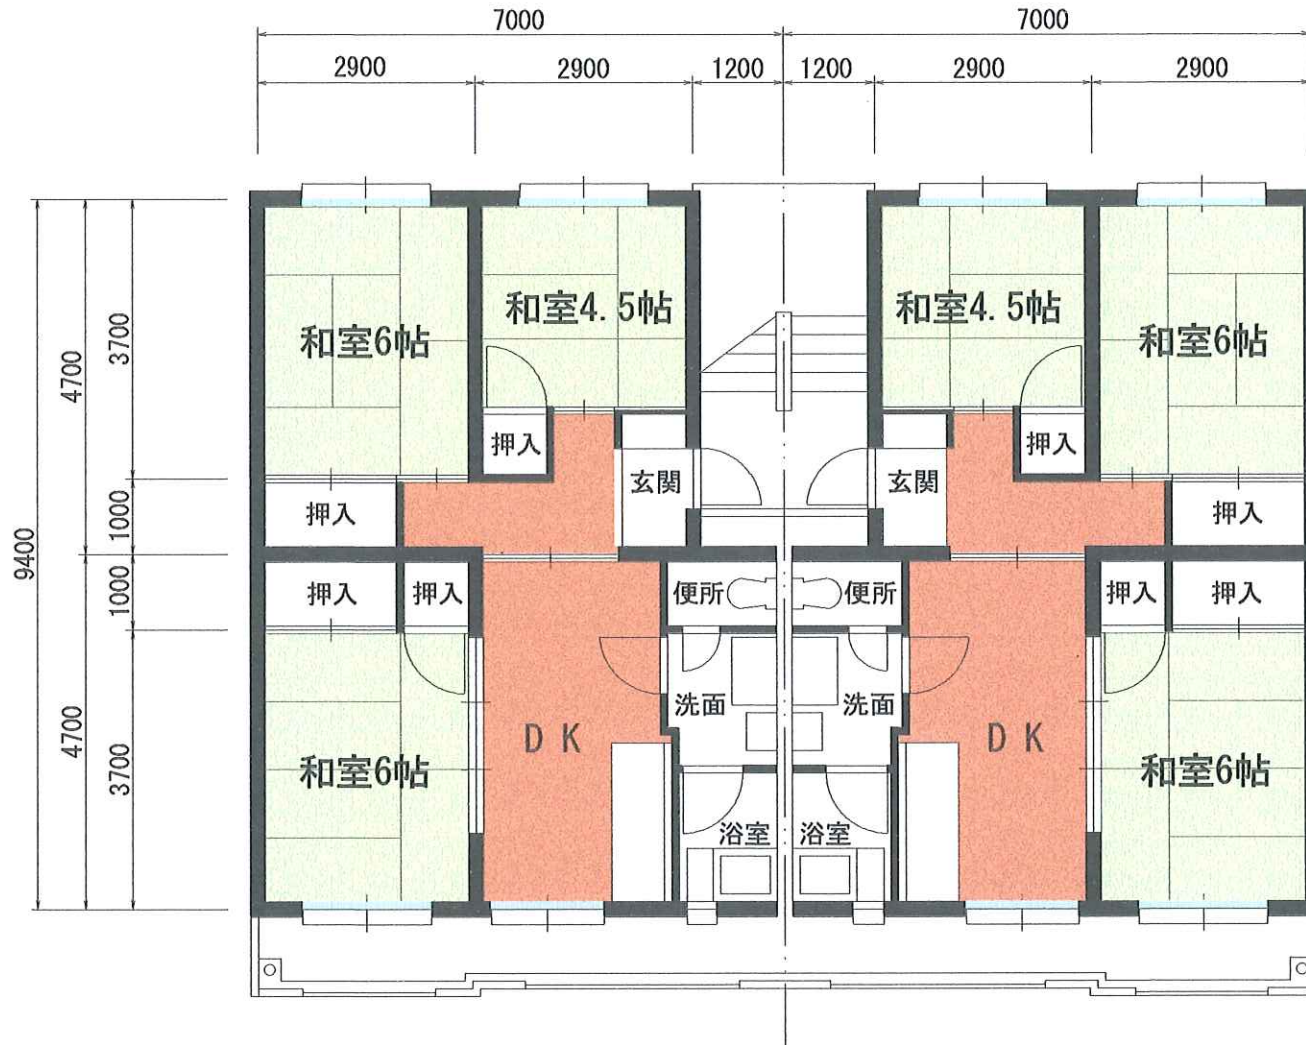 7000 7000
2900 2900 1200 1200 2900 2900
9400
4700
3700
1000
1000
4700
3700
和室6帖 和室4.5帖 和室4.5帖 和室6帖
押入 玄関 玄関 押入
押入 押入
押入 押入 便所 便所 押入 押入
洗面 洗面
和室6帖 DK DK 和室6帖
浴室 浴室